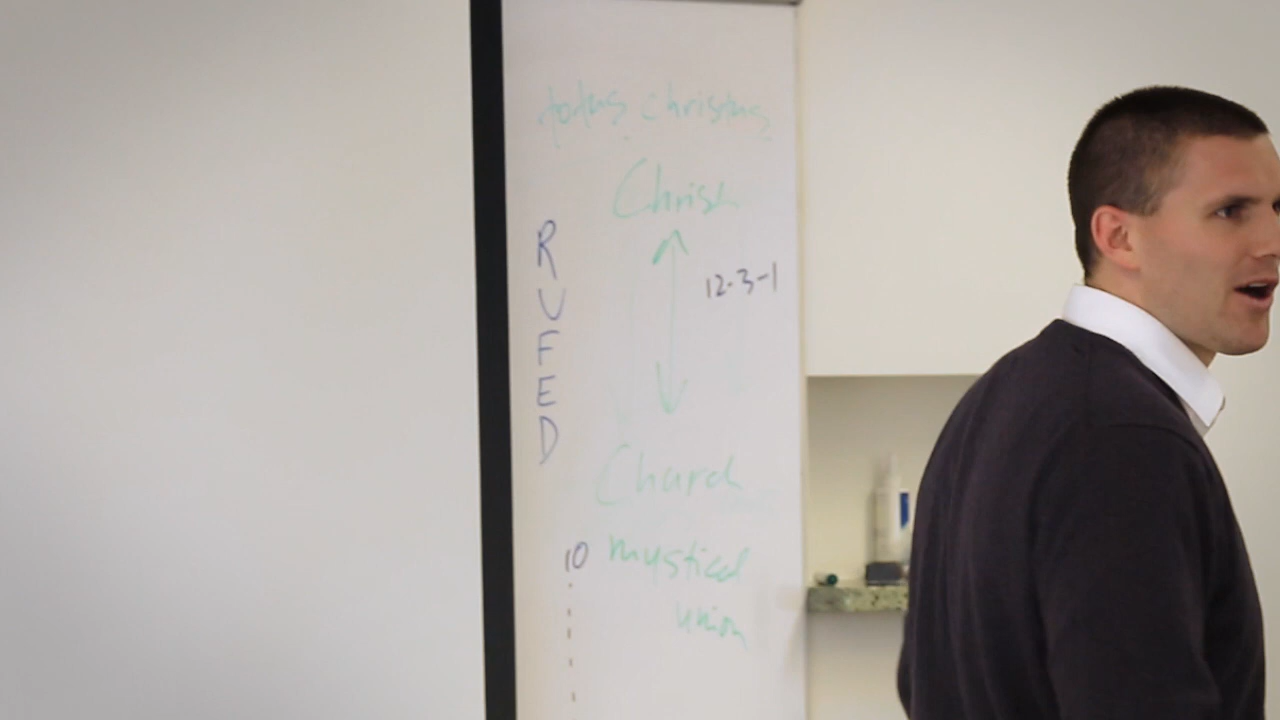 totus christus
Christ
R
U
F
E
D
12-3-1
Church
10
mystical
union